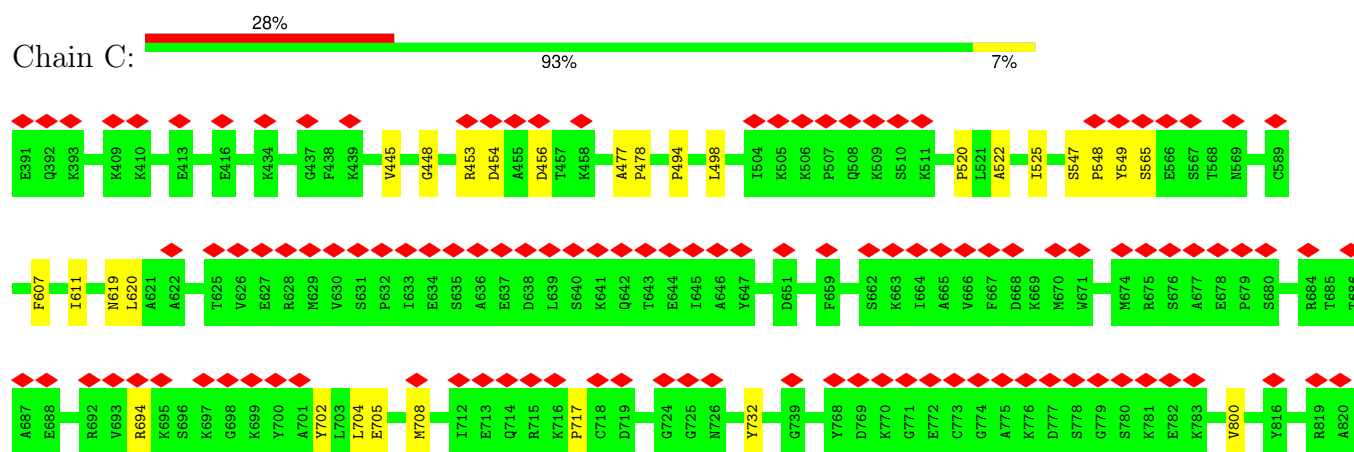 28%
Chain C:
93% 7%
E391 Q392 K393 K409 K410 E413 E416 K434 G437 F438 K439 V445 G448 R453 D454 A455 D456 T457 K458 A477 P478 P494 L498 I504 K505 K506 P507 Q508 K509 S510 K511 P520 L521 A522 I525 S547 P548 Y549 S565 E566 S567 T568 N569 C589
F607 I611 N619 L620 A621 A622 T625 V626 E627 R628 M629 V630 S631 P632 I633 E634 S635 A636 E637 D638 L639 S640 K641 Q642 T643 E644 I645 A646 Y647 D651 F659 S662 K663 I664 A665 V666 F667 D668 K669 M670 W671 M674 R675 S676 A677 E678 P679 S680 R684 T685 T686
A687 E688 R692 V693 R694 K695 S696 K697 G698 K699 Y700 A701 Y702 L703 L704 E705 M708 I712 E713 Q714 R715 K716 P717 C718 D719 G724 G725 N726 Y732 G739 Y768 D769 K770 G771 E772 C773 G774 A775 K776 D777 S778 G779 S780 K781 E782 K783 V800 Y816 R819 A820